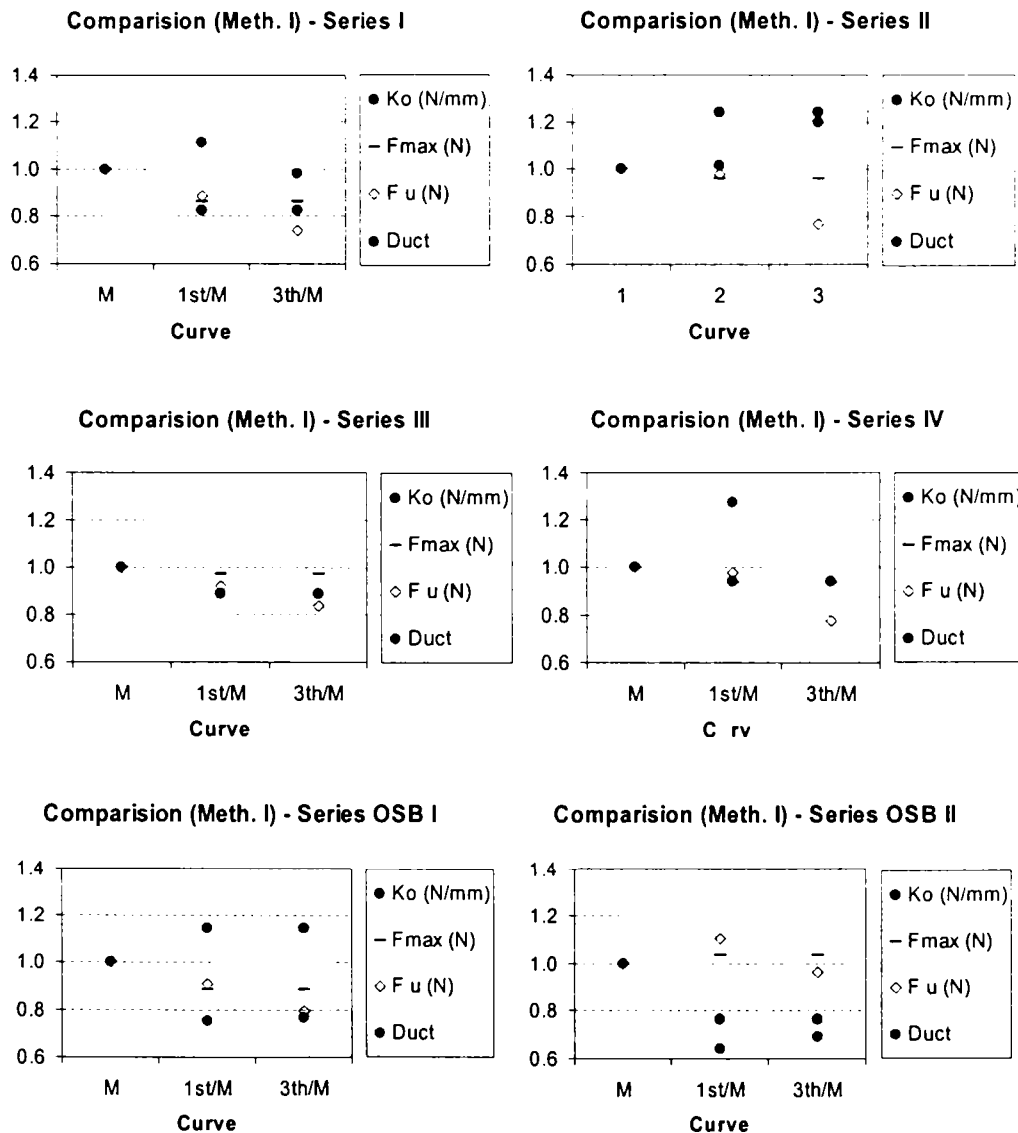 Comparision (Meth. I) - Series I
1.4
1.2
1.0
0.8
0.6
M 1st/M 3th/M
Curve
Ko (N/mm)
Fmax (N)
F u (N)
Duct
Comparision (Meth. I) - Series II
1.4
1.2
1.0
0.8
0.6
1 2 3
Curve
Ko (N/mm)
Fmax (N)
F u (N)
Duct
Comparision (Meth. I) - Series III
1.4
1.2
1.0
0.8
0.6
M 1st/M 3th/M
Curve
Ko (N/mm)
Fmax (N)
F u (N)
Duct
Comparision (Meth. I) - Series IV
1.4
1.2
1.0
0.8
0.6
M 1st/M 3th/M
C rv
Ko (N/mm)
Fmax (N)
F u (N)
Duct
Comparision (Meth. I) - Series OSB I
1.4
1.2
1.0
0.8
0.6
M 1st/M 3th/M
Curve
Ko (N/mm)
Fmax (N)
F u (N)
Duct
Comparision (Meth. I) - Series OSB II
1.4
1.2
1.0
0.8
0.6
M 1st/M 3th/M
Curve
Ko (N/mm)
Fmax (N)
F u (N)
Duct